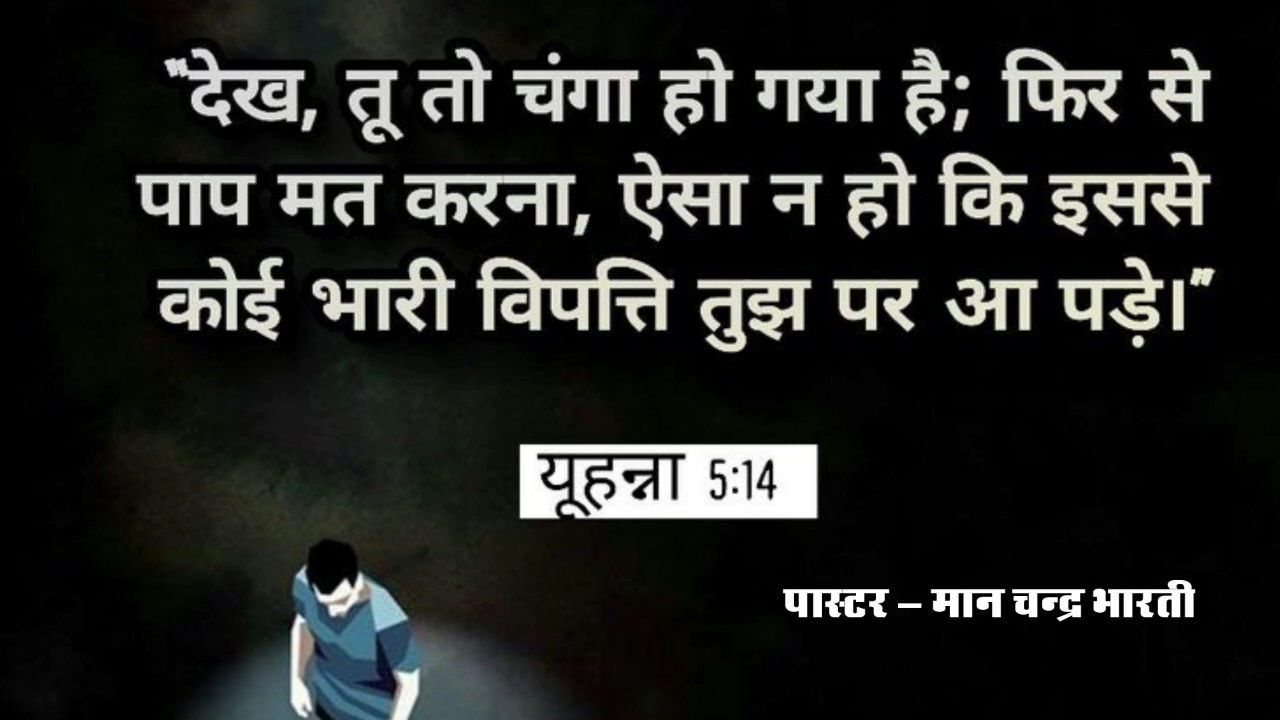 "देख, तू तो चंगा हो गया है; फिर से
पाप मत करना, ऐसा न हो कि इससे
कोई भारी विपत्ति तुझ पर आ पड़े।"
यूहन्ना 5:14
पास्टर – मान चन्द्र भारती